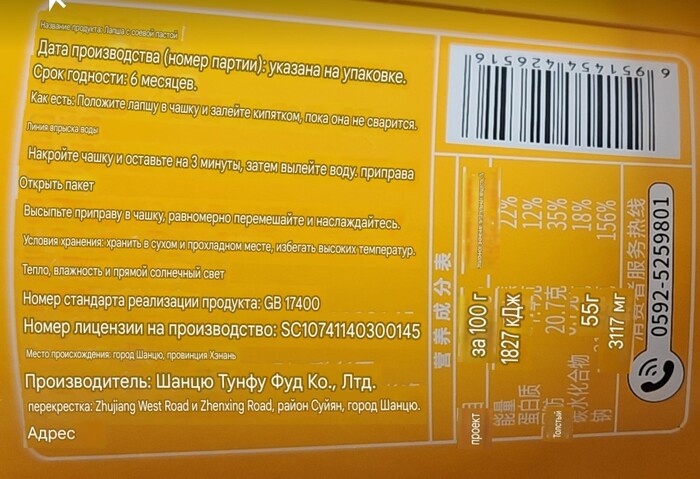 Название продукта: Лапша с соевой пастой
Дата производства (номер партии): указана на упаковке.
Срок годности: 6 месяцев.
Как есть: Положите лапшу в чашку и залейте кипятком, пока она не сварится.
Линия впрыска воды
Накройте чашку и оставьте на 3 минуты, затем вылейте воду. приправа
Открыть пакет
Высыпьте приправу в чашку, равномерно перемешайте и наслаждайтесь.
Условия хранения: хранить в сухом и прохладном месте, избегать высоких температур.
Тепло, влажность и прямой солнечный свет
Номер стандарта реализации продукта: GB 17400
Номер лицензии на производство: SC10741140300145
Место происхождения: город Шанцю, провинция Хэнань
Производитель: Шанцю Тунфу Фуд Ко., Лтд.
перекрестка: Zhujiang West Road и Zhenxing Road, район Суйян, город Шанцю.
Адрес
6951454426516
营养成分表
проект
за 100 г
能量
1827 кДж
22%
蛋白质
12%
Толстый
20.7克
35%
碳水化合物
55г
18%
钠
3117 мг
156%
消费者服务热线
0592-5259801